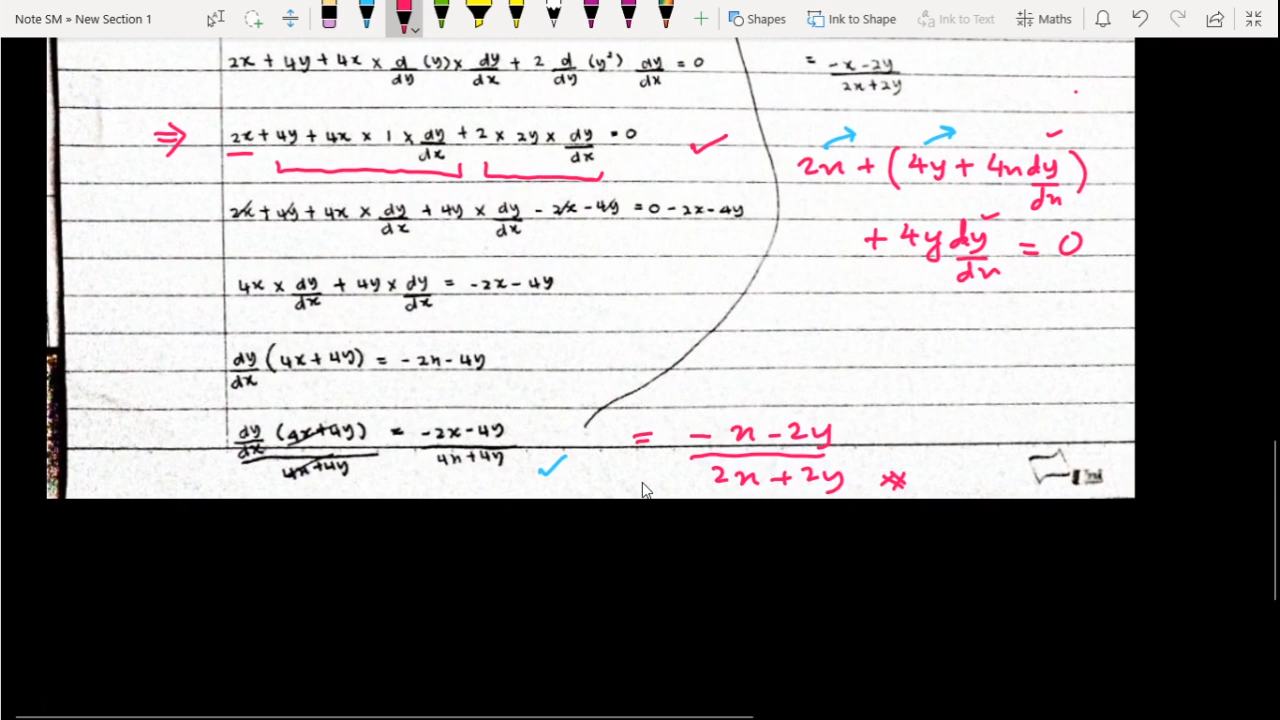 Note SM » New Section 1
Shapes Ink to Shape Ink to Text Maths
2x + 4y + 4x × d/dy (y) × dy/dx + 2 d/dy (y²) dy/dx = 0
⇒ 2x + 4y + 4x × 1 × dy/dx + 2 × 2y × dy/dx = 0 ✓
2x + 4y + 4x × dy/dx + 4y × dy/dx - 2x - 4y = 0 - 2x - 4y
4x × dy/dx + 4y × dy/dx = -2x - 4y
dy/dx (4x + 4y) = -2x - 4y
dy/dx (4x+4y) / 4x+4y = -2x - 4y / 4x + 4y ✓
= -x - 2y / 2x + 2y
2x + (4y + 4x dy/dx)
+ 4y dy/dx = 0
= - x - 2y / 2x + 2y